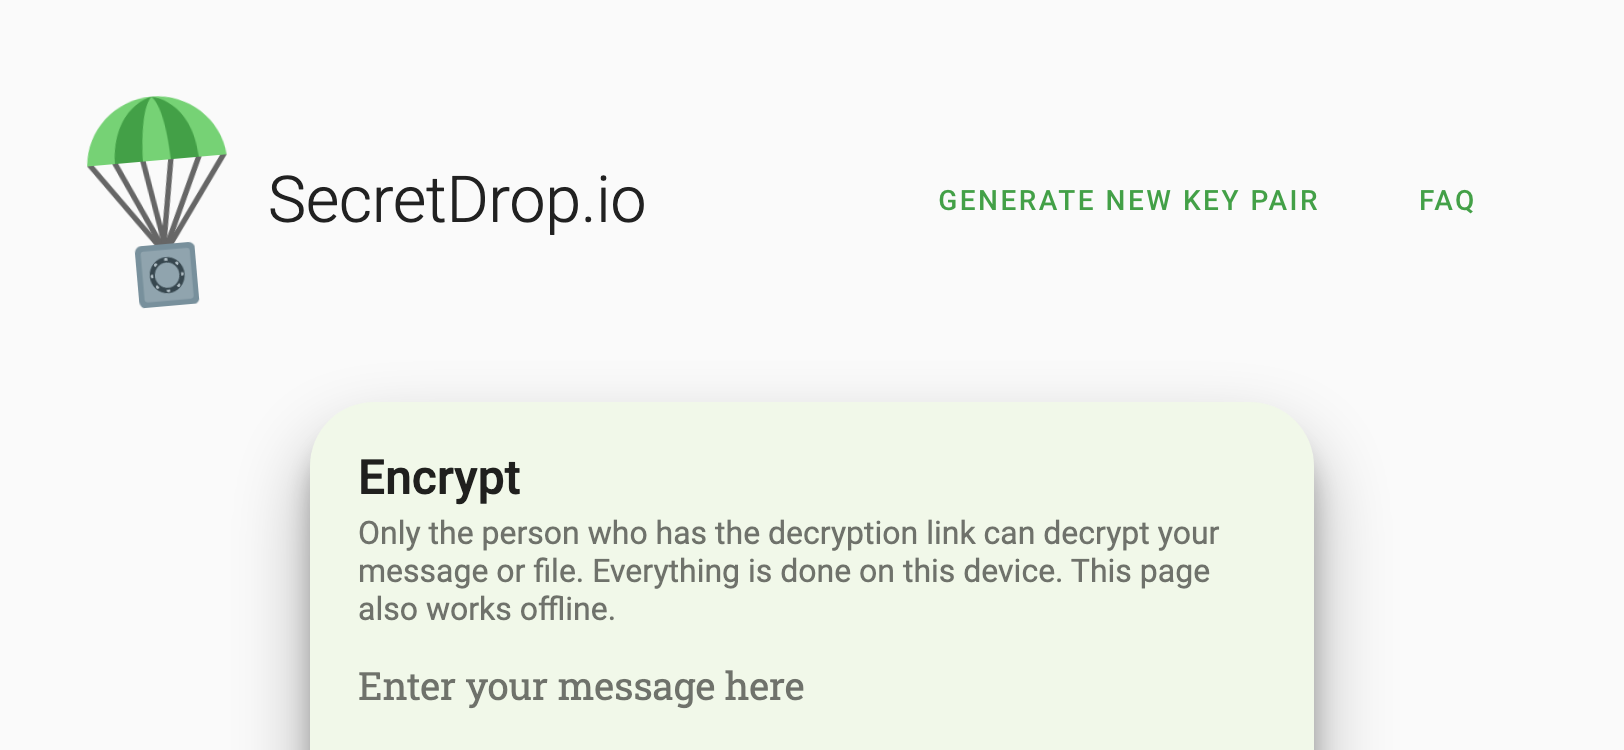 SecretDrop.io
GENERATE NEW KEY PAIR
FAQ
Encrypt
Only the person who has the decryption link can decrypt your
message or file. Everything is done on this device. This page
also works offline.
Enter your message here